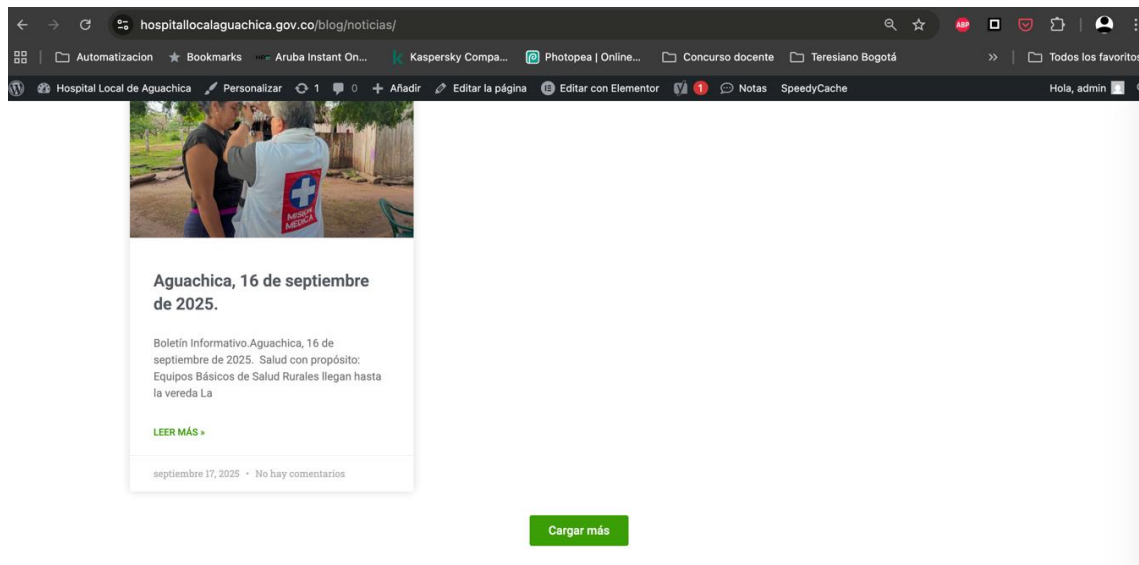 hospitallocalaguachica.gov.co/blog/noticias/
ABP
Automatizacion Bookmarks Aruba Instant On... Kaspersky Compa... Photopea | Online... Concurso docente Teresiano Bogotá » Todos los favoritos
Hospital Local de Aguachica Personalizar 1 0 + Añadir Editar la página Editar con Elementor 1 Notas SpeedyCache Hola, admin
MISIÓN
MÉDICA
Aguachica, 16 de septiembre
de 2025.
Boletín Informativo.Aguachica, 16 de
septiembre de 2025. Salud con propósito:
Equipos Básicos de Salud Rurales llegan hasta
la vereda La
LEER MÁS »
septiembre 17, 2025 • No hay comentarios
Cargar más